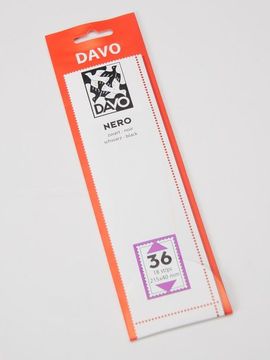 DAVO
DAVO
NERO
zwart - noir
schwarz - black
36
18 strips
215x40 mm